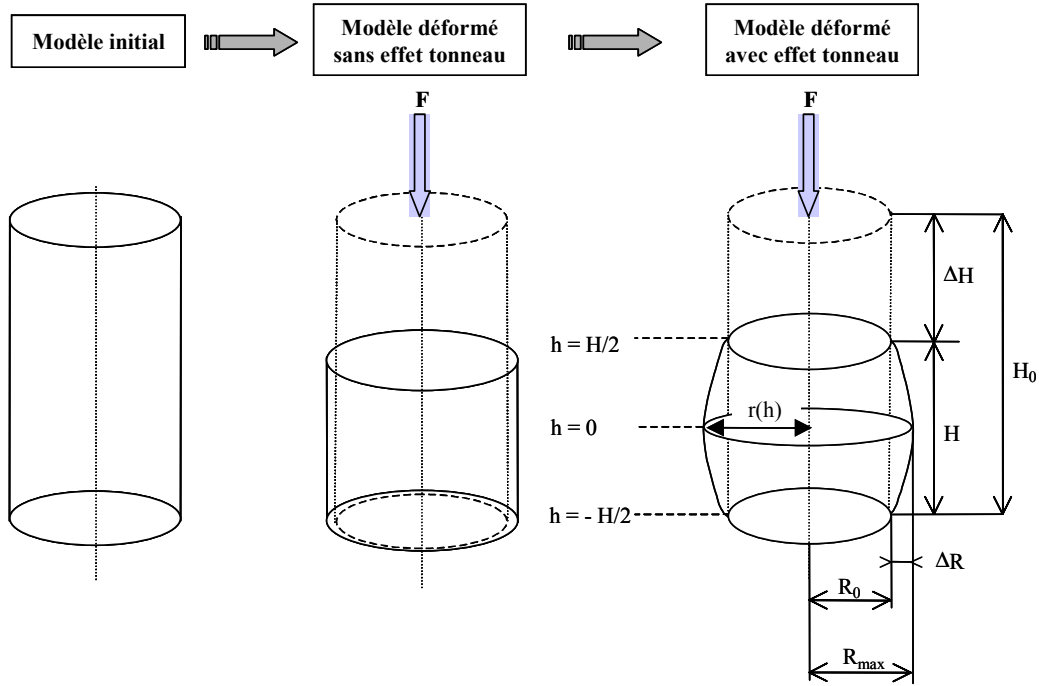 Modèle initial
Modèle déformé
sans effet tonneau
Modèle déformé
avec effet tonneau
F
F
ΔH
h = H/2
H₀
r(h)
h = 0
H
h = - H/2
ΔR
R₀
Rmax